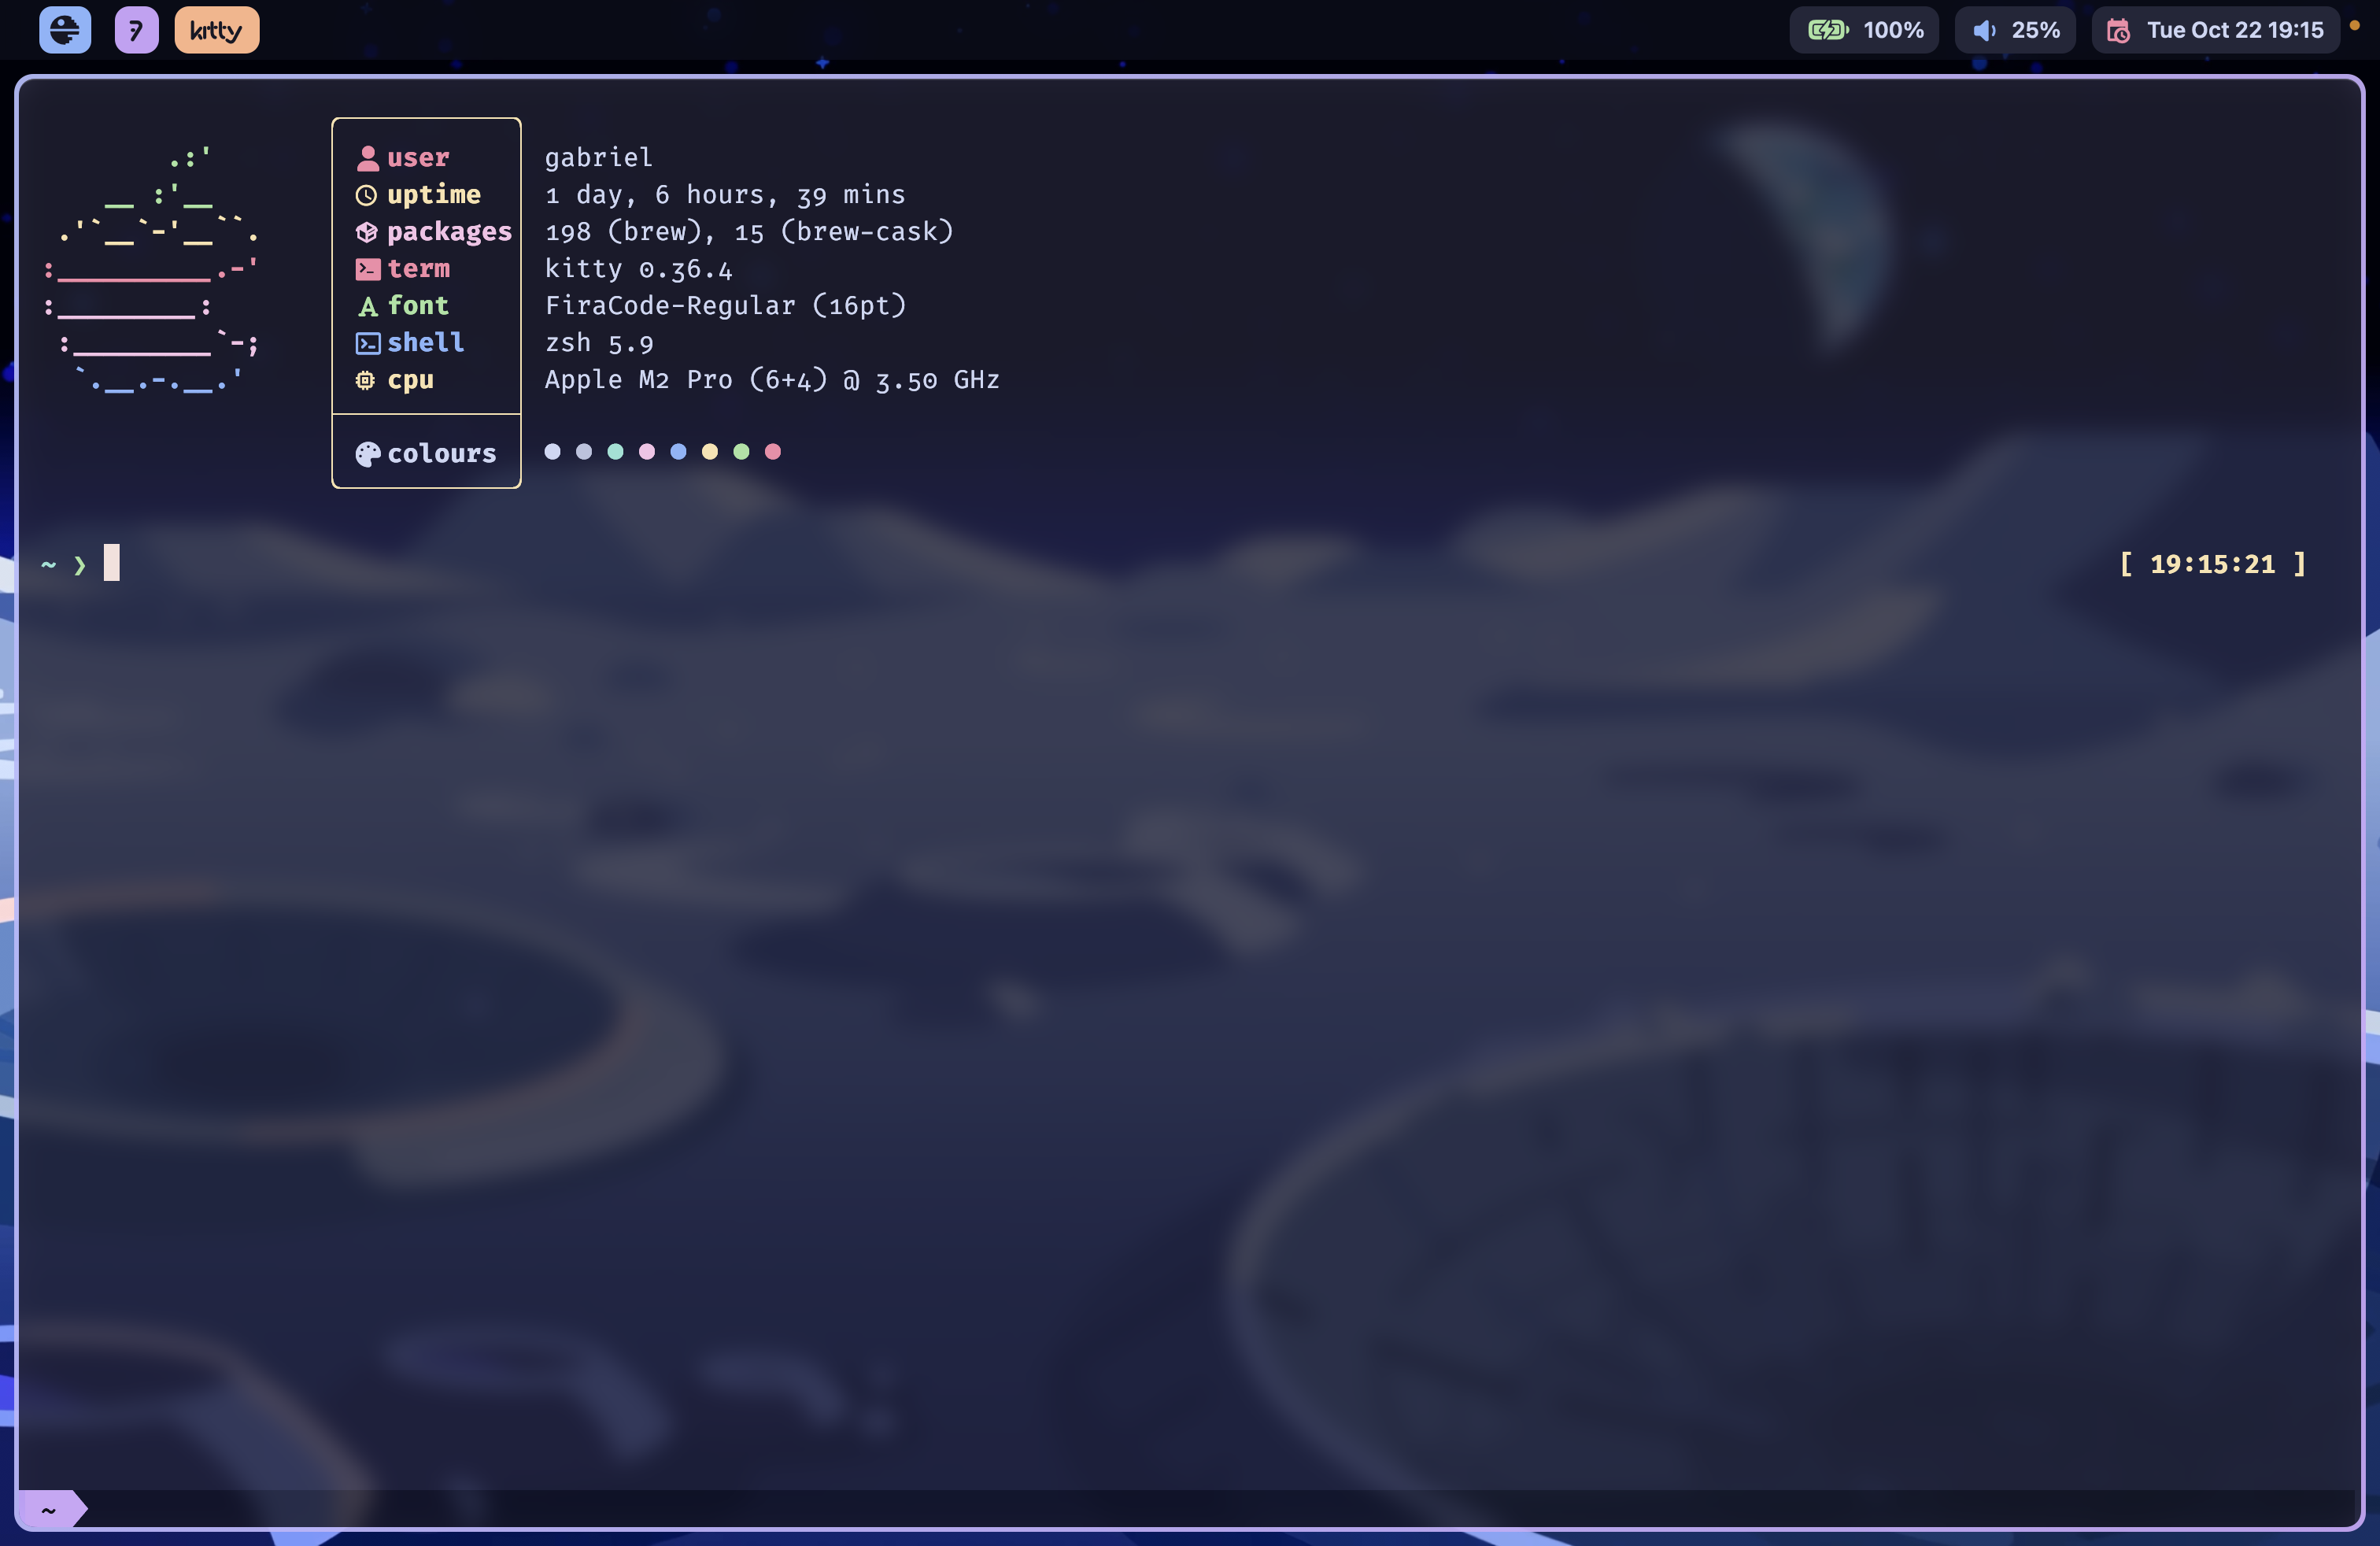 7 kitty 100% 25% Tue Oct 22 19:15
user gabriel
uptime 1 day, 6 hours, 39 mins
packages 198 (brew), 15 (brew-cask)
term kitty 0.36.4
font FiraCode-Regular (16pt)
shell zsh 5.9
cpu Apple M2 Pro (6+4) @ 3.50 GHz
colours
~ ❯ [ 19:15:21 ]
~